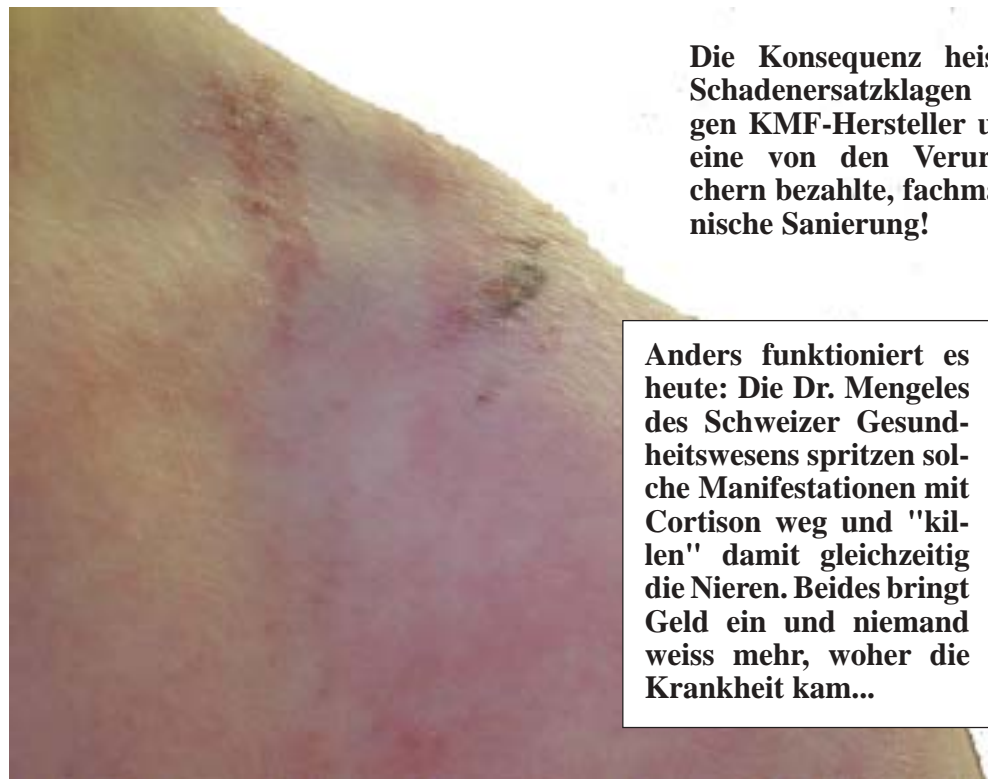 Die Konsequenz heis
Schadenersatzklagen
gen KMF-Hersteller u
eine von den Verur
chern bezahlte, fachmä
nische Sanierung!
Anders funktioniert es
heute: Die Dr. Mengeles
des Schweizer Gesund-
heitswesens spritzen sol-
che Manifestationen mit
Cortison weg und "kil-
len" damit gleichzeitig
die Nieren. Beides bringt
Geld ein und niemand
weiss mehr, woher die
Krankheit kam...